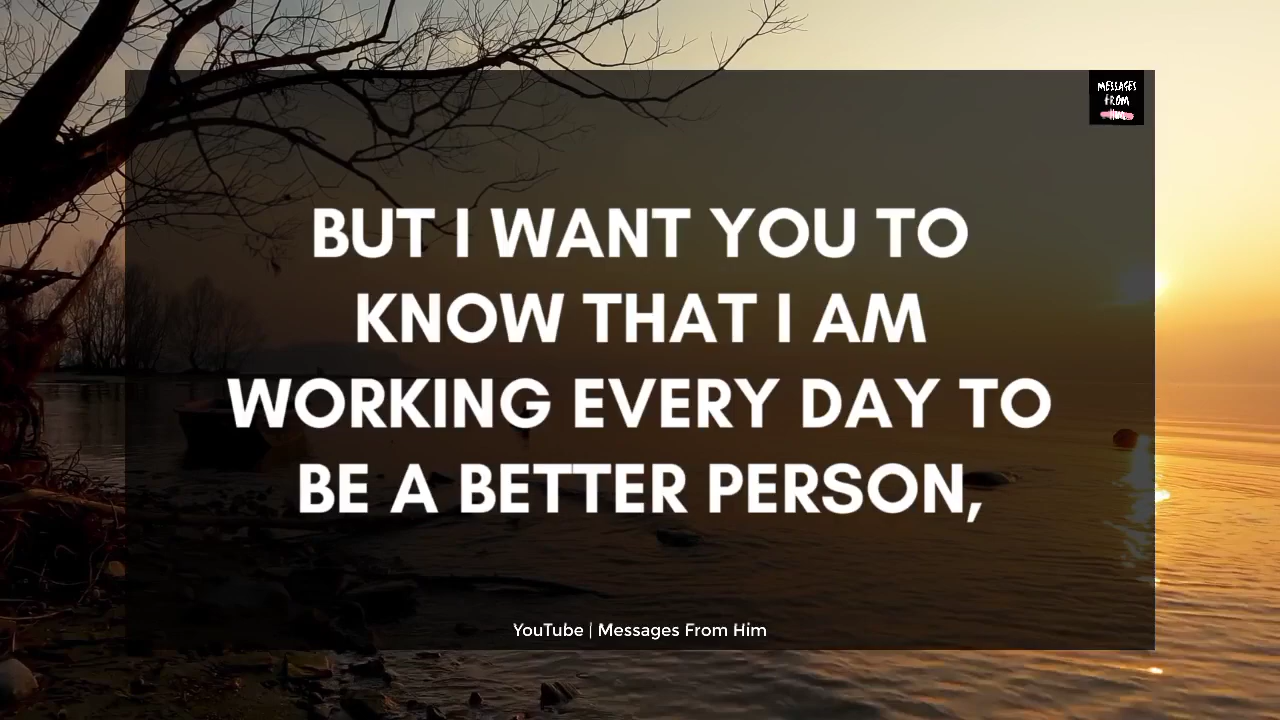 MESSAGES
FROM
HIM
BUT I WANT YOU TO
KNOW THAT I AM
WORKING EVERY DAY TO
BE A BETTER PERSON,
YouTube | Messages From Him